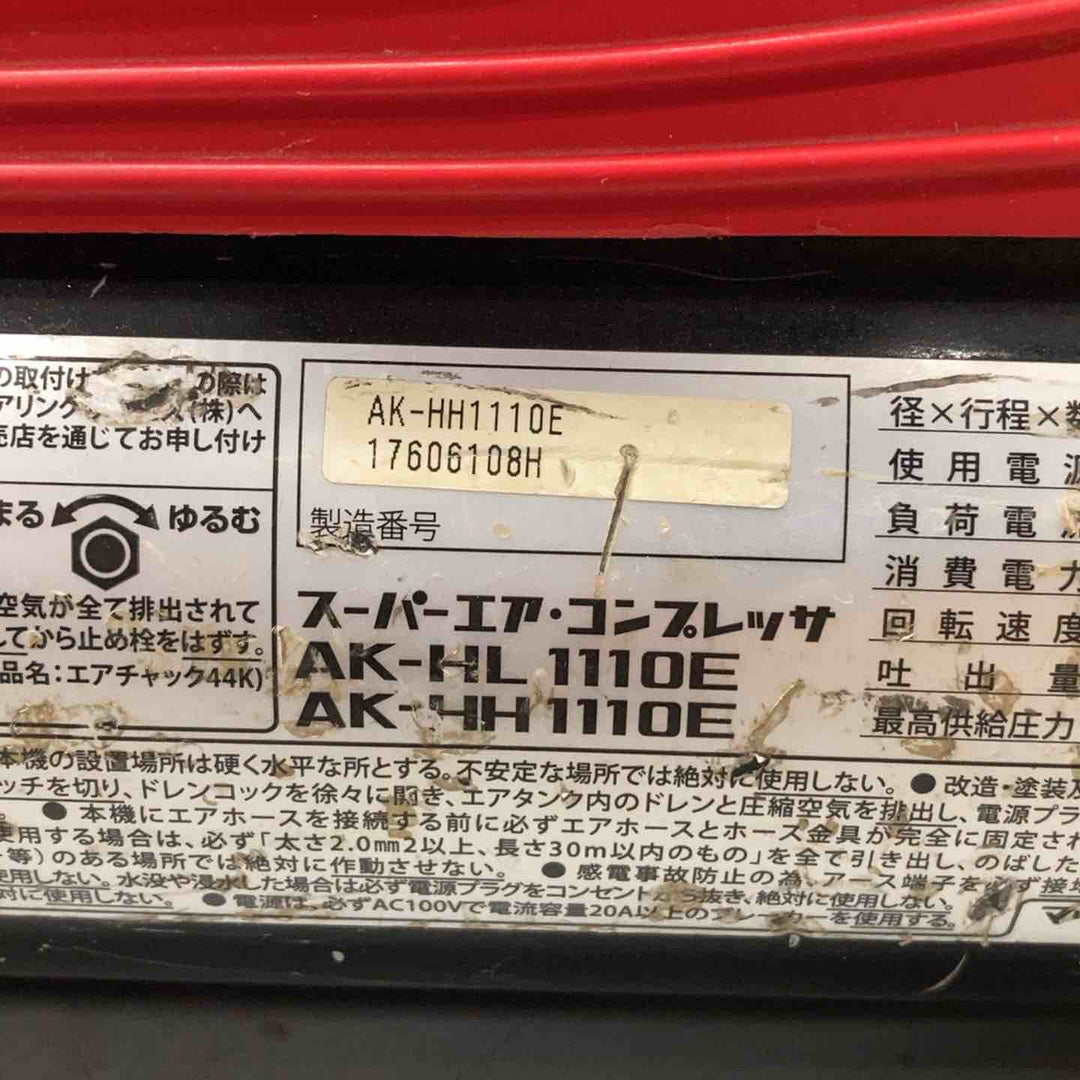 の取付け の際は
アリング ス(株)へ
売店を通じてお申し付け
まる ゆるむ
空気が全て排出されて
してから止め栓をはずす。
品名:エアチャック44K)
AK-HH1110E
17606108H
製造番号
スーパーエア・コンプレッサ
AK-HL 1110E
AK-HH 1110E
径×行程×数
使用電源
負荷電流
消費電力
回転速度
吐出量
最高供給圧力
本機の設置場所は硬く水平な所とする。不安定な場所では絶対に使用しない。 ● 改造・塗装及
ッチを切り、ドレンコックを徐々に開き、エアタンク内のドレンと圧縮空気を排出し、電源プラ
● 本機にエアホースを接続する前に必ずエアホースとホース金具が完全に固定され
使用する場合は、必ず「太さ2.0mm2以上、長さ30m以内のもの」を全て引き出し、のばした
等)のある場所では絶対に作動させない。 ● 感電事故防止の為、アース端子を必ず接地
使用しない。水没や浸水した場合は必ず電源プラグをコンセントから抜き、絶対に使用しない。
対に使用しない。 ● 電源は、必ずAC100Vで電流容量20A以上のブレーカーを使用する。